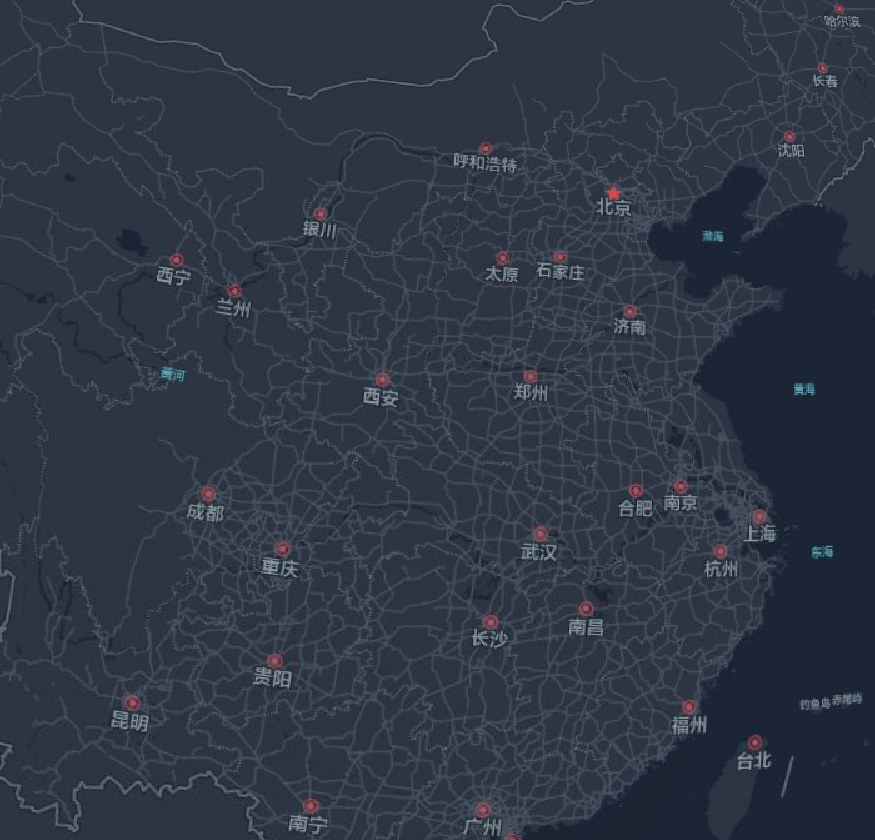 哈尔滨
长春
沈阳
呼和浩特
北京
银川
渤海
西宁
太原
石家庄
兰州
济南
黄河
西安
郑州
黄海
成都
合肥
南京
上海
武汉
东海
重庆
杭州
长沙
南昌
贵阳
昆明
钓鱼岛
赤尾屿
福州
台北
南宁
广州